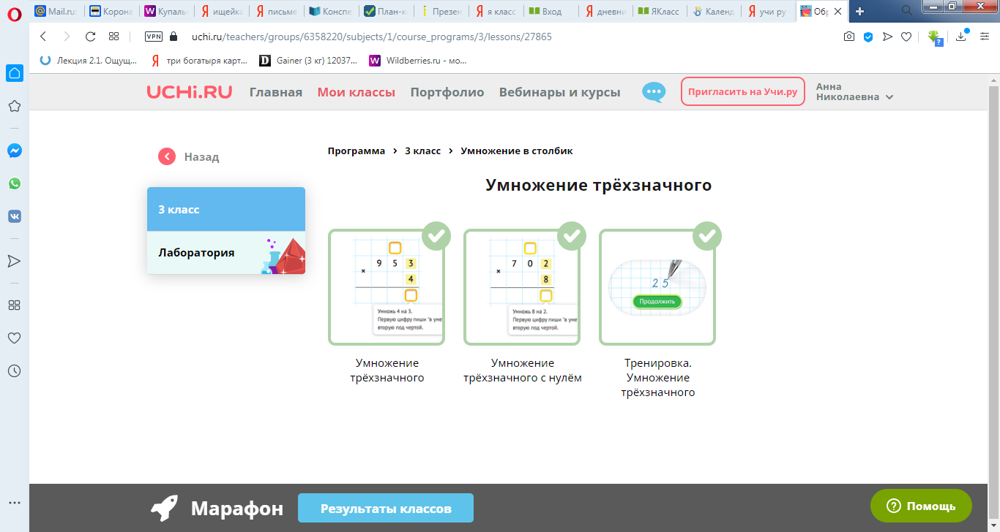 Mail.ru:
Корона
Купаль
ищейка
письме
Конспе
План-к
Презен
я класс
Вход
дневни
ЯКласс
Календ
учи ру
Обр
VPN
uchi.ru/teachers/groups/6358220/subjects/1/course_programs/3/lessons/27865
Лекция 2.1. Ощущ...
три богатыря карт...
Gainer (3 кг) 12037...
Wildberries.ru - мо...
UCHi.RU
Главная
Мои классы
Портфолио
Вебинары и курсы
Пригласить на Учи.ру
Анна
Николаевна
Назад
Программа > 3 класс > Умножение в столбик
Умножение трёхзначного
3 класс
Лаборатория
9 5 3
×
4
Умножь 4 на 3.
Первую цифру пиши "в уме
вторую под чертой.
7 0 2
×
8
Умножь 8 на 2.
Первую цифру пиши "в уме
вторую под чертой.
25
Продолжить
Умножение
трёхзначного
Умножение
трёхзначного с нулём
Тренировка.
Умножение
трёхзначного
Марафон
Результаты классов
Помощь